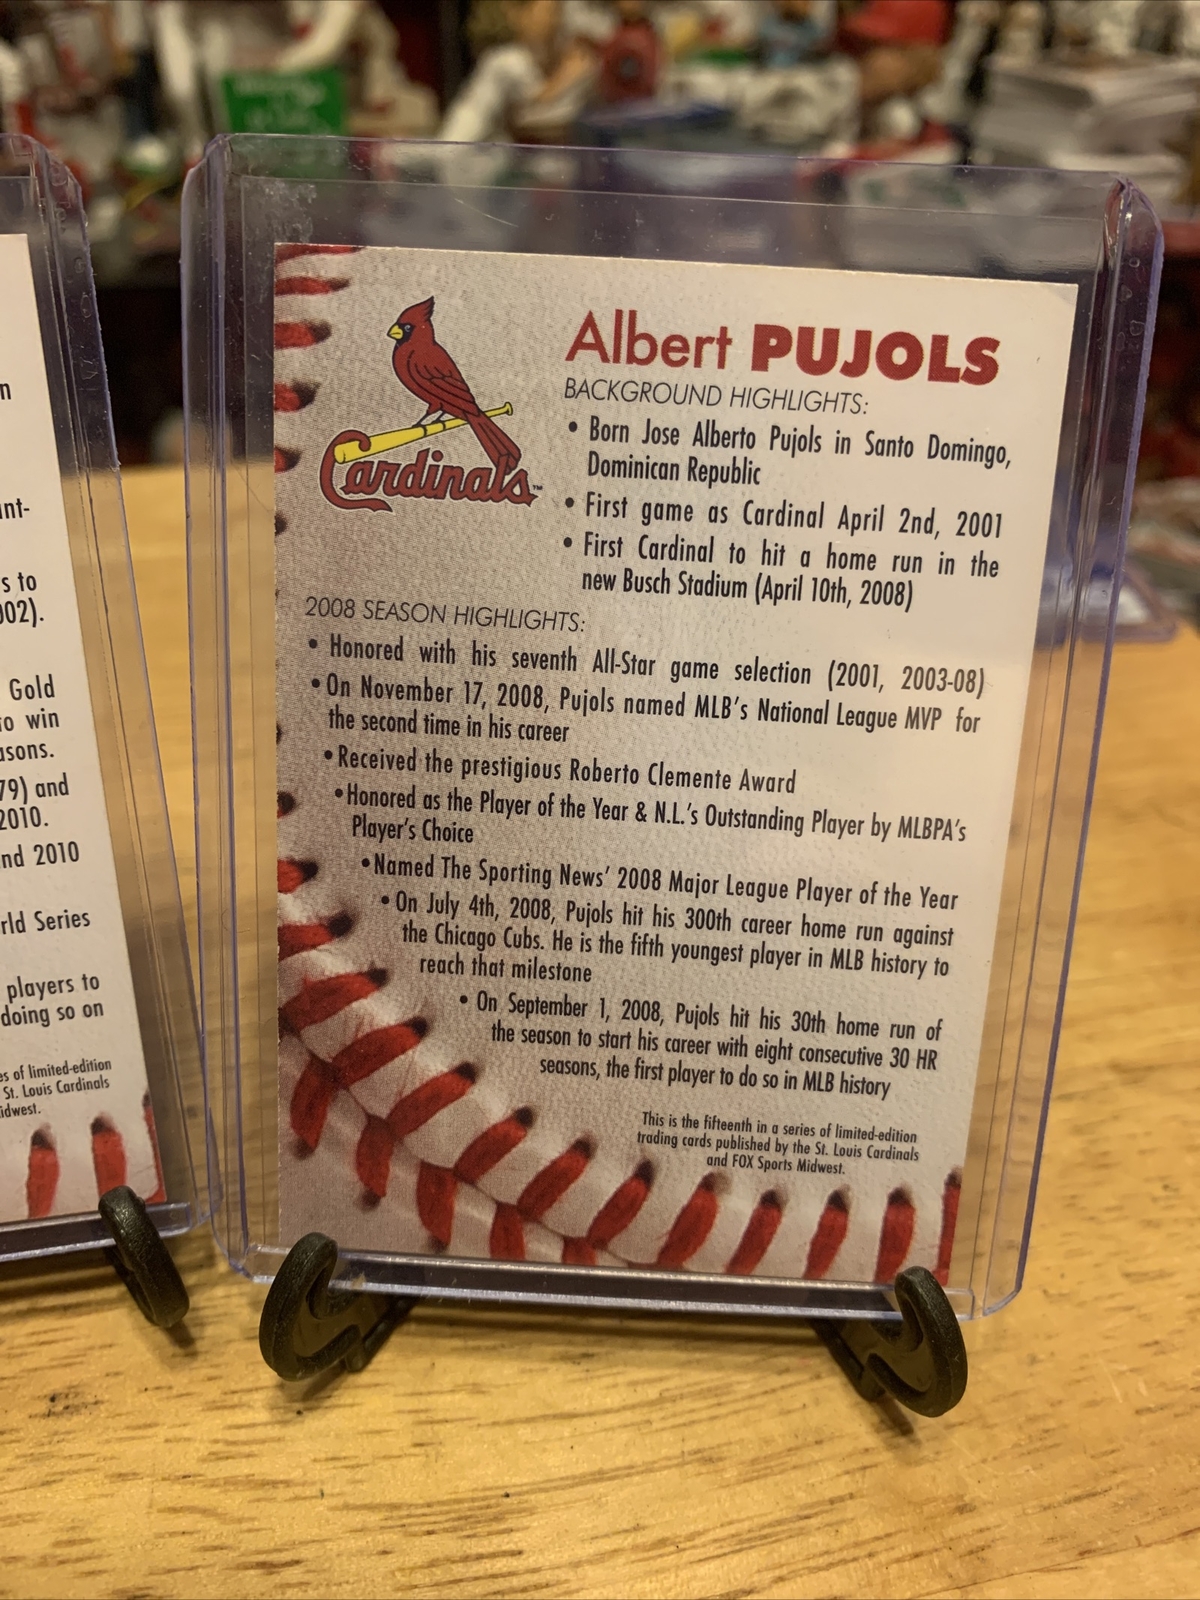 n
nt-
s to
002).
Gold
ro win
asons.
79) and
2010.
nd 2010
rld Series
players to
doing so on
es of limited-edition
St. Louis Cardinals
idwest.
Cardinals™
Albert PUJOLS
BACKGROUND HIGHLIGHTS:
• Born Jose Alberto Pujols in Santo Domingo,
Dominican Republic
• First game as Cardinal April 2nd, 2001
• First Cardinal to hit a home run in the
new Busch Stadium (April 10th, 2008)
2008 SEASON HIGHLIGHTS:
• Honored with his seventh All-Star game selection (2001, 2003-08)
• On November 17, 2008, Pujols named MLB's National League MVP for
the second time in his career
• Received the prestigious Roberto Clemente Award
• Honored as the Player of the Year & N.L.'s Outstanding Player by MLBPA's
Player's Choice
• Named The Sporting News' 2008 Major League Player of the Year
• On July 4th, 2008, Pujols hit his 300th career home run against
the Chicago Cubs. He is the fifth youngest player in MLB history to
reach that milestone
• On September 1, 2008, Pujols hit his 30th home run of
the season to start his career with eight consecutive 30 HR
seasons, the first player to do so in MLB history
This is the fifteenth in a series of limited-edition
trading cards published by the St. Louis Cardinals
and FOX Sports Midwest.